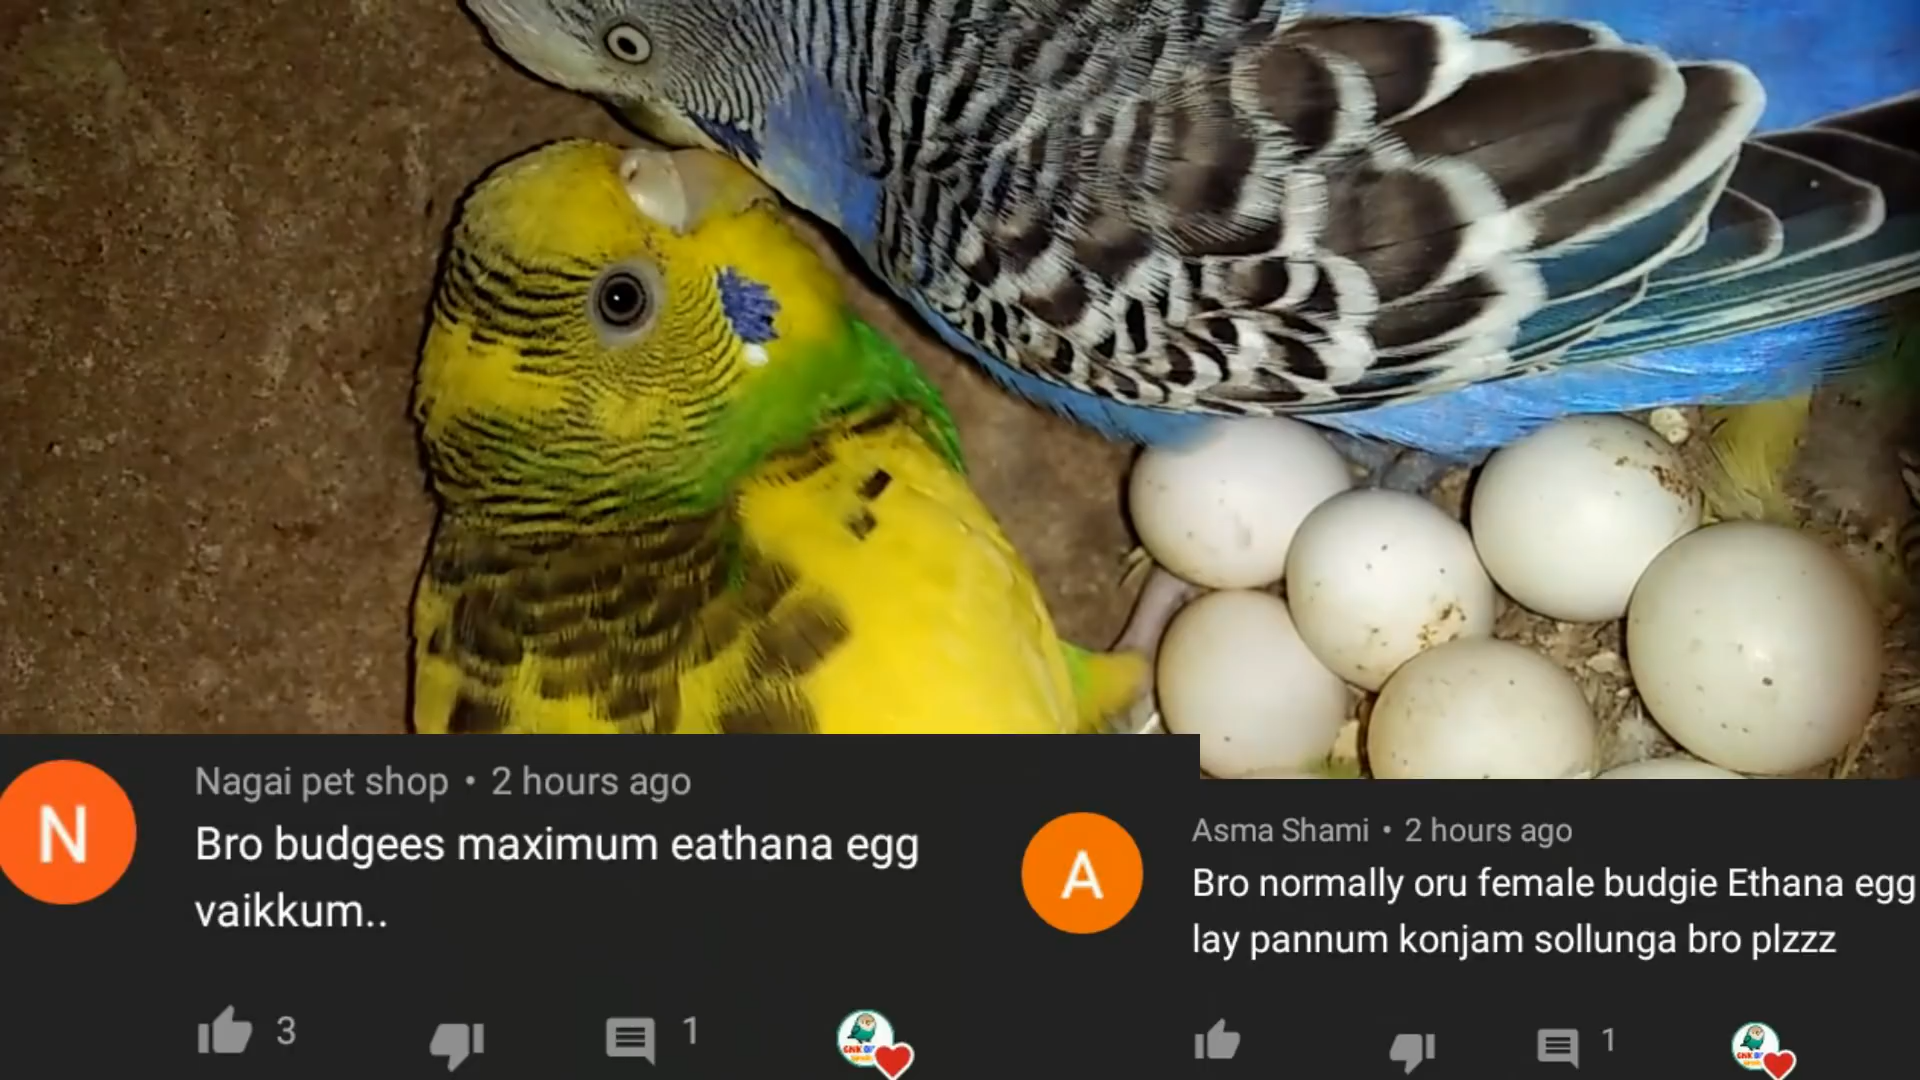 N
Nagai pet shop • 2 hours ago
Bro budgees maximum eathana egg
vaikkum..
3
1
A
Asma Shami • 2 hours ago
Bro normally oru female budgie Ethana egg
lay pannum konjam sollunga bro plzzz
1